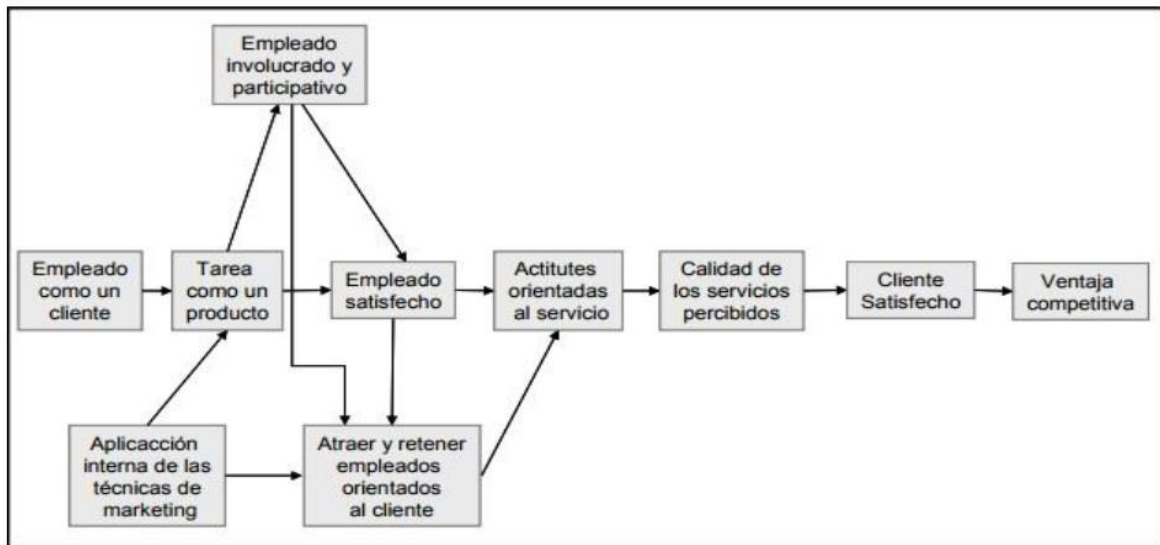 Empleado
involucrado y
participativo
Empleado
como un
cliente
Tarea
como un
producto
Empleado
satisfecho
Actitutes
orientadas
al servicio
Calidad de
los servicios
percibidos
Cliente
Satisfecho
Ventaja
competitiva
Aplicacción
interna de las
técnicas de
marketing
Atraer y retener
empleados
orientados
al cliente